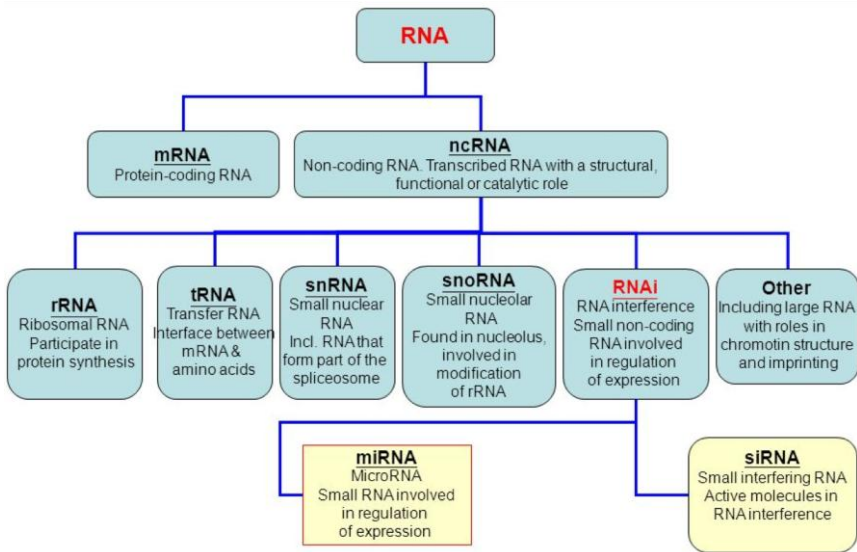 RNA
mRNA
Protein-coding RNA
ncRNA
Non-coding RNA. Transcribed RNA with a structural,
functional or catalytic role
rRNA
Ribosomal RNA
Participate in
protein synthesis
tRNA
Transfer RNA
Interface between
mRNA &
amino acids
snRNA
Small nuclear
RNA
Incl. RNA that
form part of the
spliceosome
snoRNA
Small nucleolar
RNA
Found in nucleolus,
involved in
modification
of rRNA
RNAi
RNA interference
Small non-coding
RNA involved
in regulation
of expression
Other
Including large RNA
with roles in
chromotin structure
and imprinting
miRNA
MicroRNA
Small RNA involved
in regulation
of expression
siRNA
Small interfering RNA
Active molecules in
RNA interference